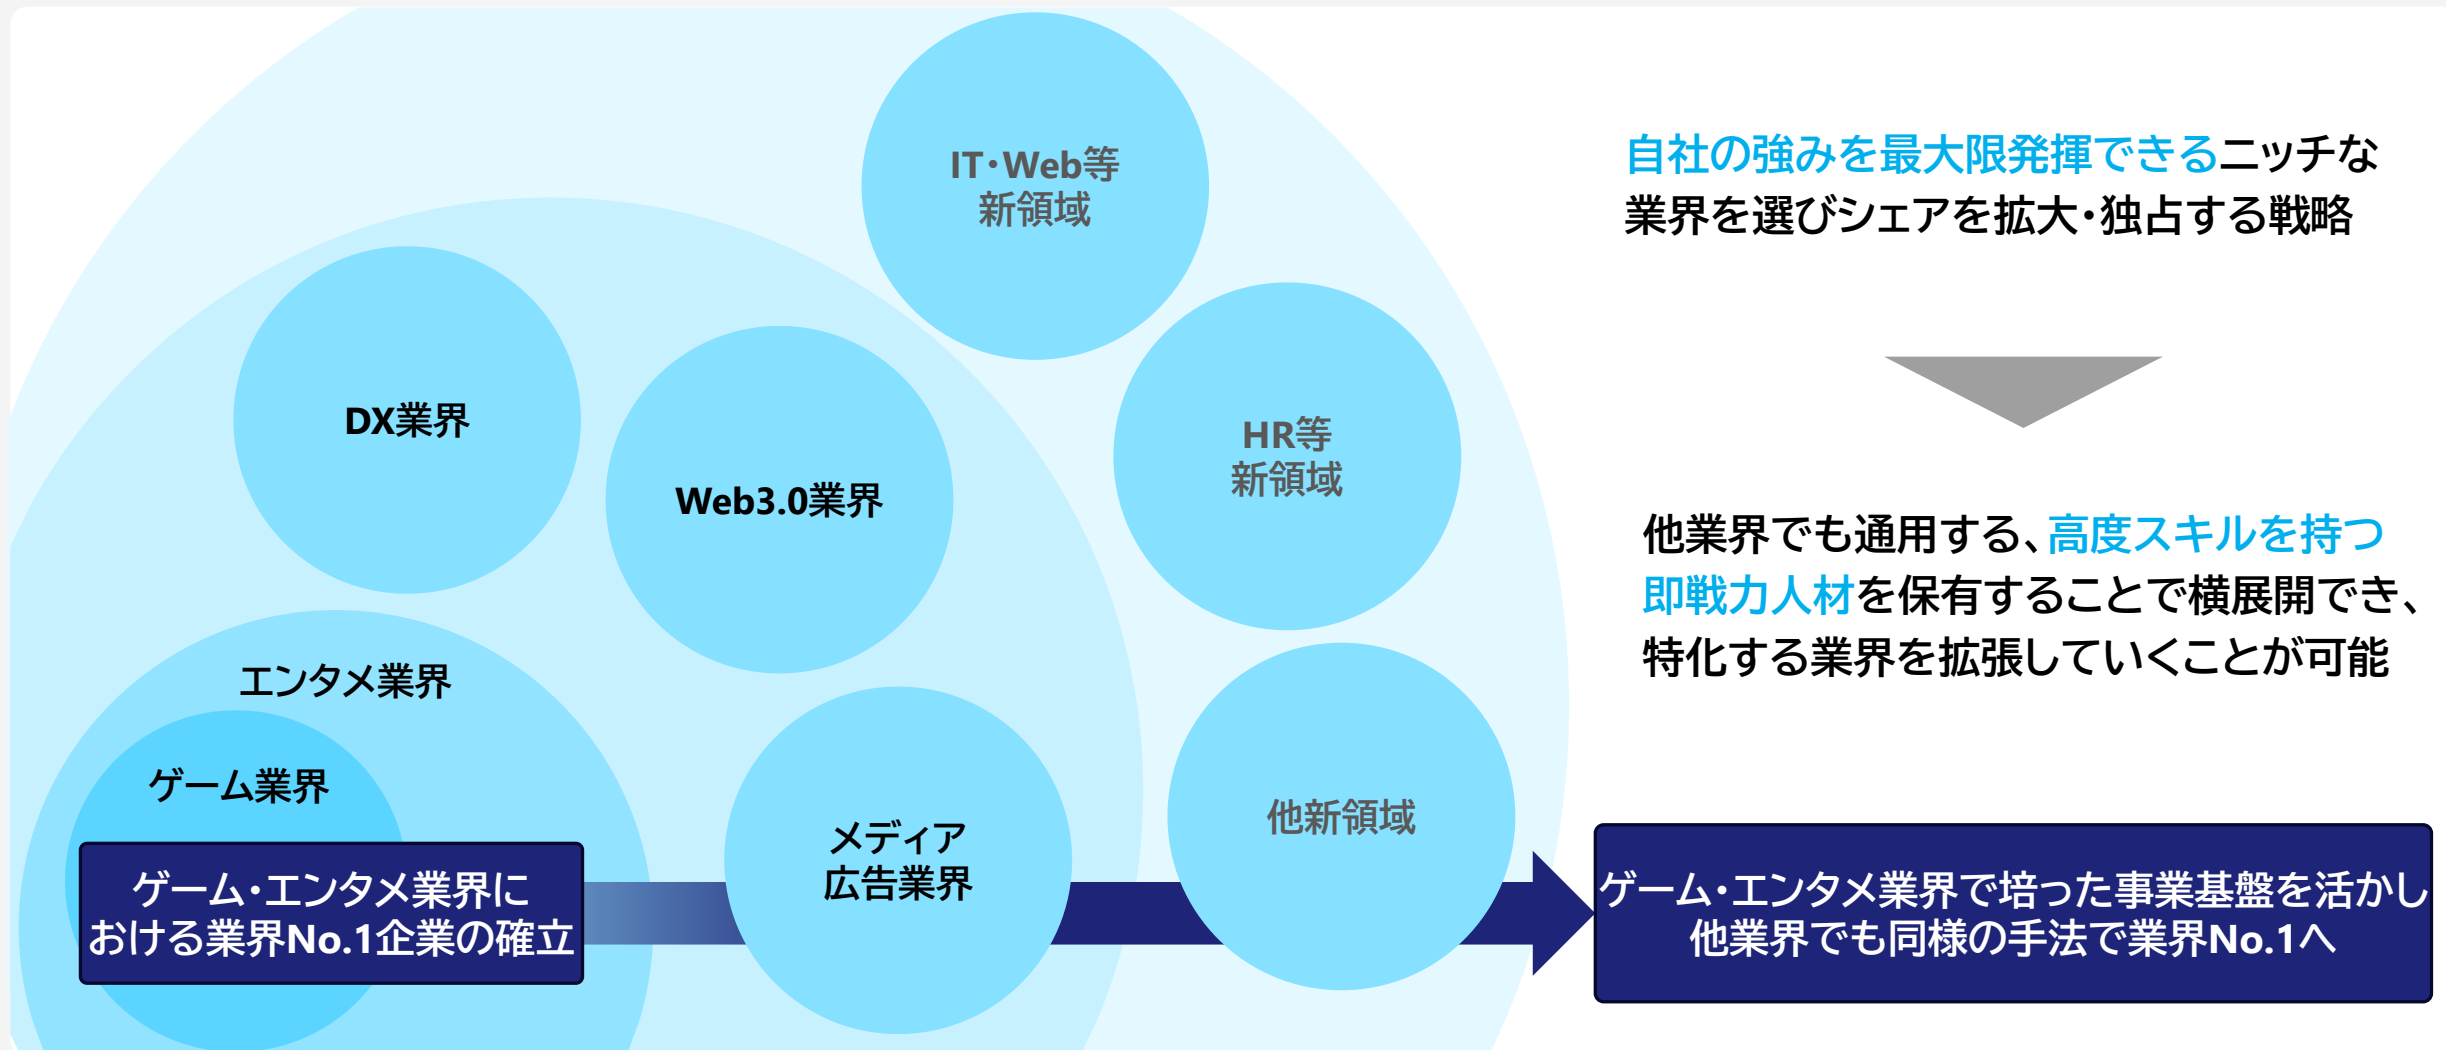 IT・Web等
新領域
DX業界
Web3.0業界
HR等
新領域
エンタメ業界
ゲーム業界
メディア
広告業界
他新領域
ゲーム・エンタメ業界に
おける業界No.1企業の確立
自社の強みを最大限発揮できるニッチな
業界を選びシェアを拡大・独占する戦略
他業界でも通用する、高度スキルを持つ
即戦力人材を保有することで横展開でき、
特化する業界を拡張していくことが可能
ゲーム・エンタメ業界で培った事業基盤を活かし
他業界でも同様の手法で業界No.1へ